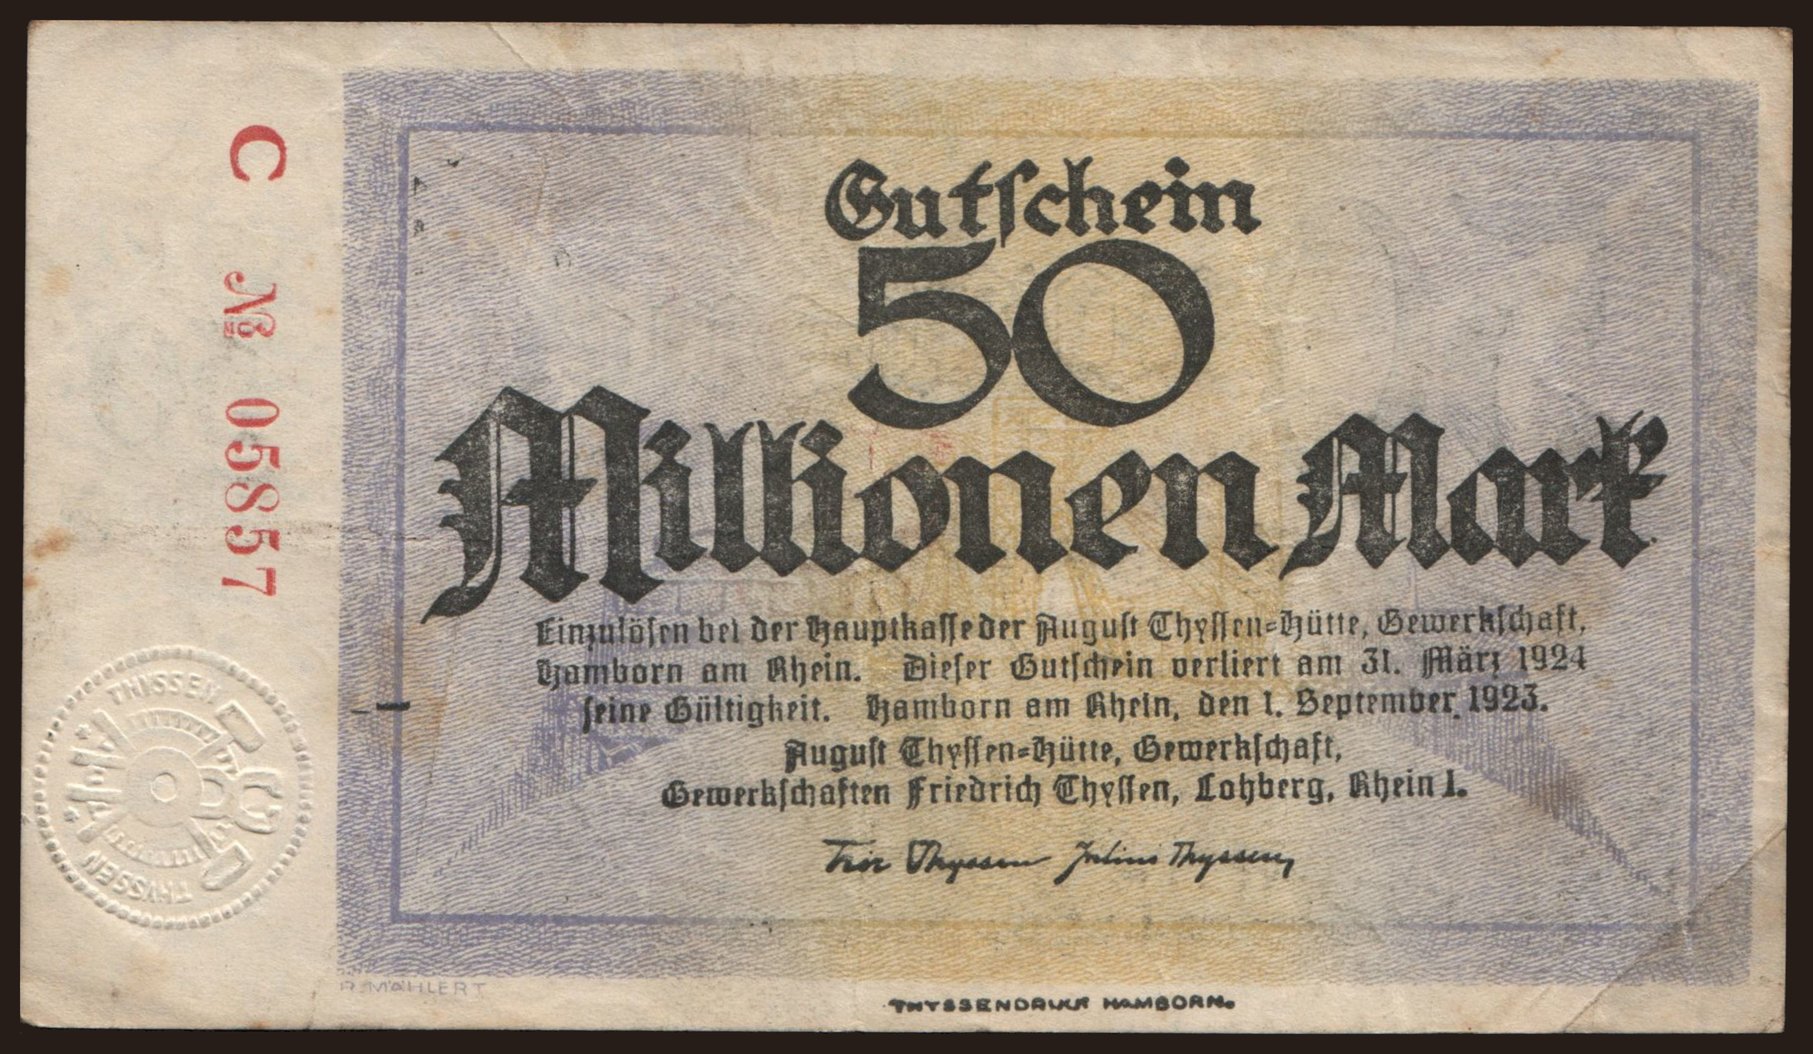 C № 05857
Gutschein
50
Millionen Mark
Einzulösen bei der Hauptkasse der August Thyssen-Hütte, Gewerkschaft,
Hamborn am Rhein. Dieser Gutschein verliert am 31. März 1924
seine Gültigkeit. Hamborn am Rhein, den 1. September 1923.
August Thyssen-Hütte, Gewerkschaft,
Gewerkschaften Friedrich Thyssen, Lohberg, Rhein I.
Fritz Thyssen Julius Thyssen
THYSSEN
THYSSEN
R. MÄHLERT
THYSSENDRUCK HAMBORN.